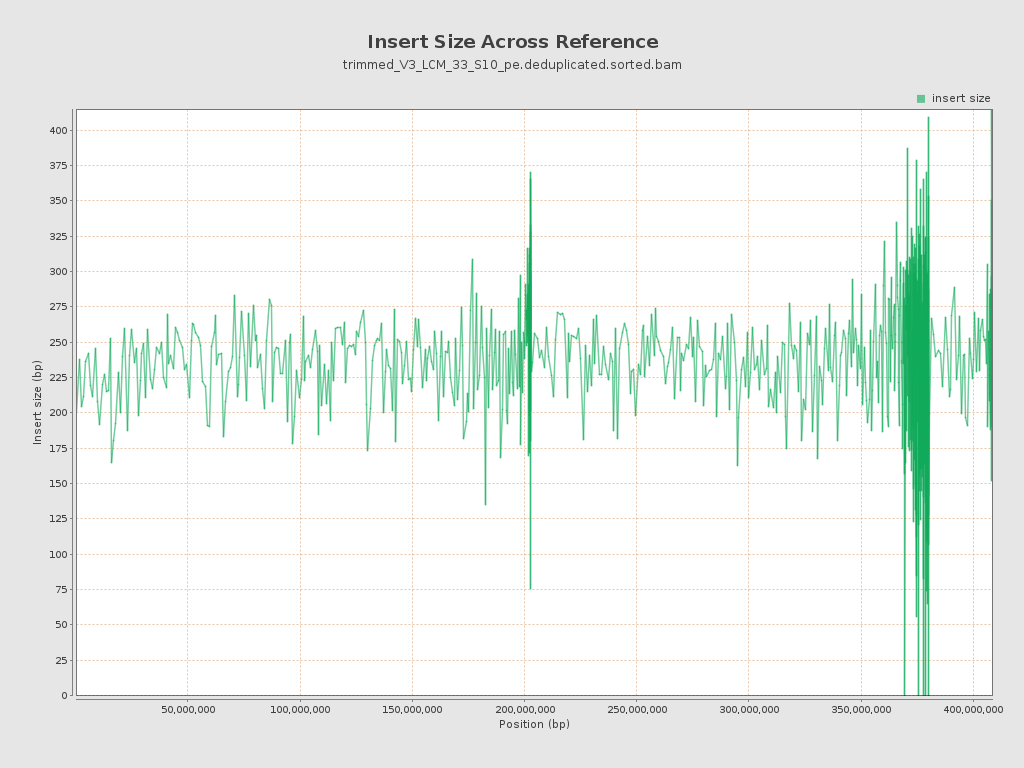 Insert Size Across Reference
trimmed_V3_LCM_33_S10_pe.deduplicated.sorted.bam
insert size
400
375
350
325
300
275
250
225
200
175
150
125
100
75
50
25
0
Insert size (bp)
50,000,000 100,000,000 150,000,000 200,000,000 250,000,000 300,000,000 350,000,000 400,000,000
Position (bp)